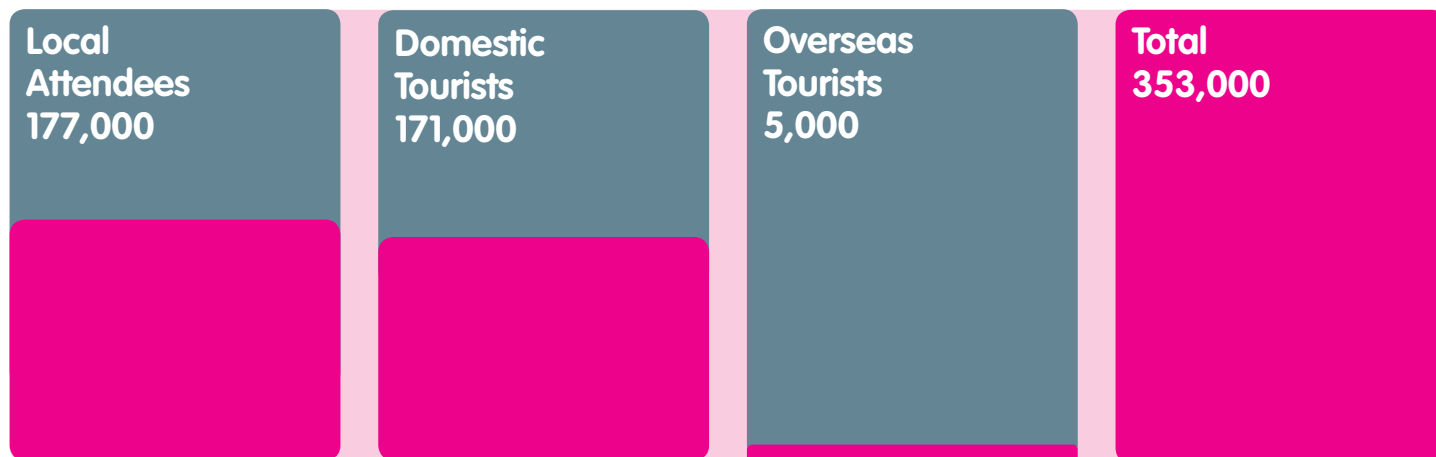 Local
Attendees
177,000
Domestic
Tourists
171,000
Overseas
Tourists
5,000
Total
353,000